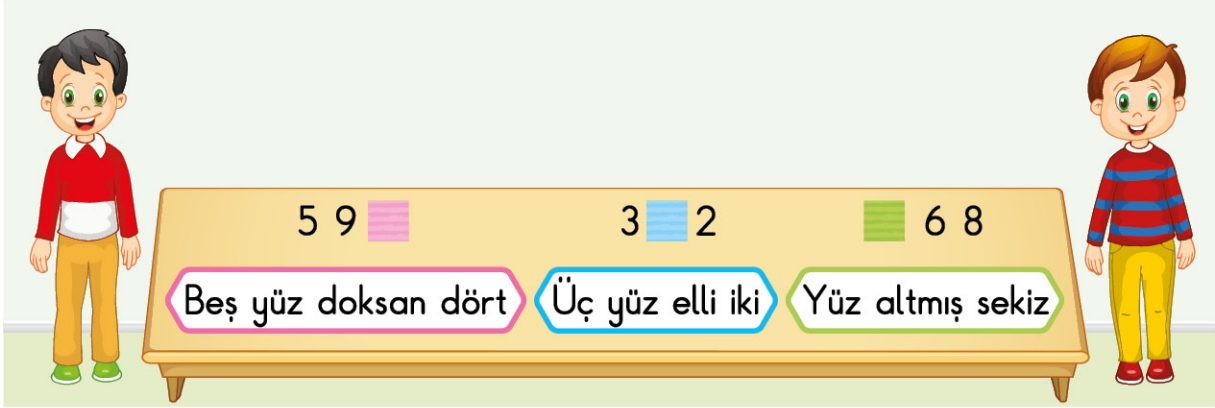 5 9
3 2
6 8
Beş yüz doksan dört
Üç yüz elli iki
Yüz altmış sekiz